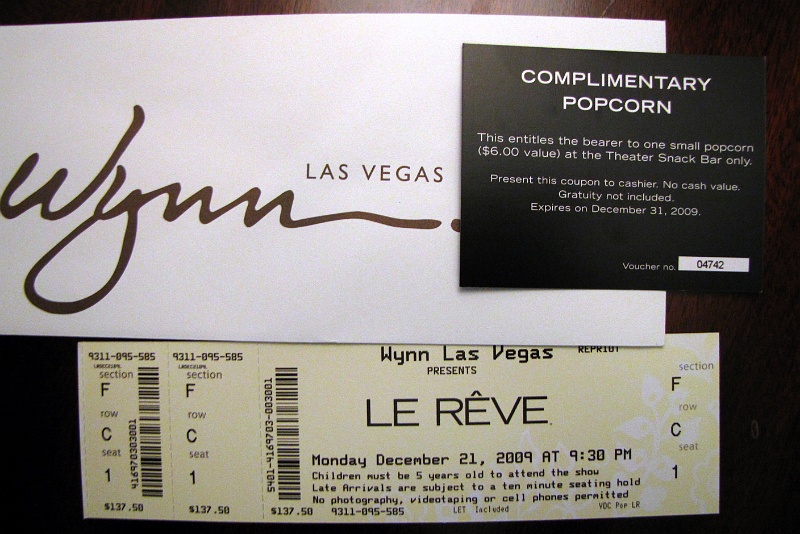 Wynn
LAS VEGAS
COMPLIMENTARY
POPCORN
This entitles the bearer to one small popcorn
($6.00 value) at the Theater Snack Bar only.
Present this coupon to cashier. No cash value.
Gratuity not included.
Expires on December 31, 2009.
Voucher no. 04742
9311-095-585
section
F
row
C
seat
1
$137.50
416970303001
9311-095-585
section
F
row
C
seat
1
$137.50
5401-4169703-003001
Wynn Las Vegas
REPRINT
PRESENTS
LE RÊVE
Monday December 21, 2009 AT 9:30 PM
Children must be 5 years old to attend the show
Late Arrivals are subject to a ten minute seating hold
No photography, videotaping or cell phones permitted
$137.50 9311-095-585 LET Included VDC Pop LR
section
F
row
C
seat
1